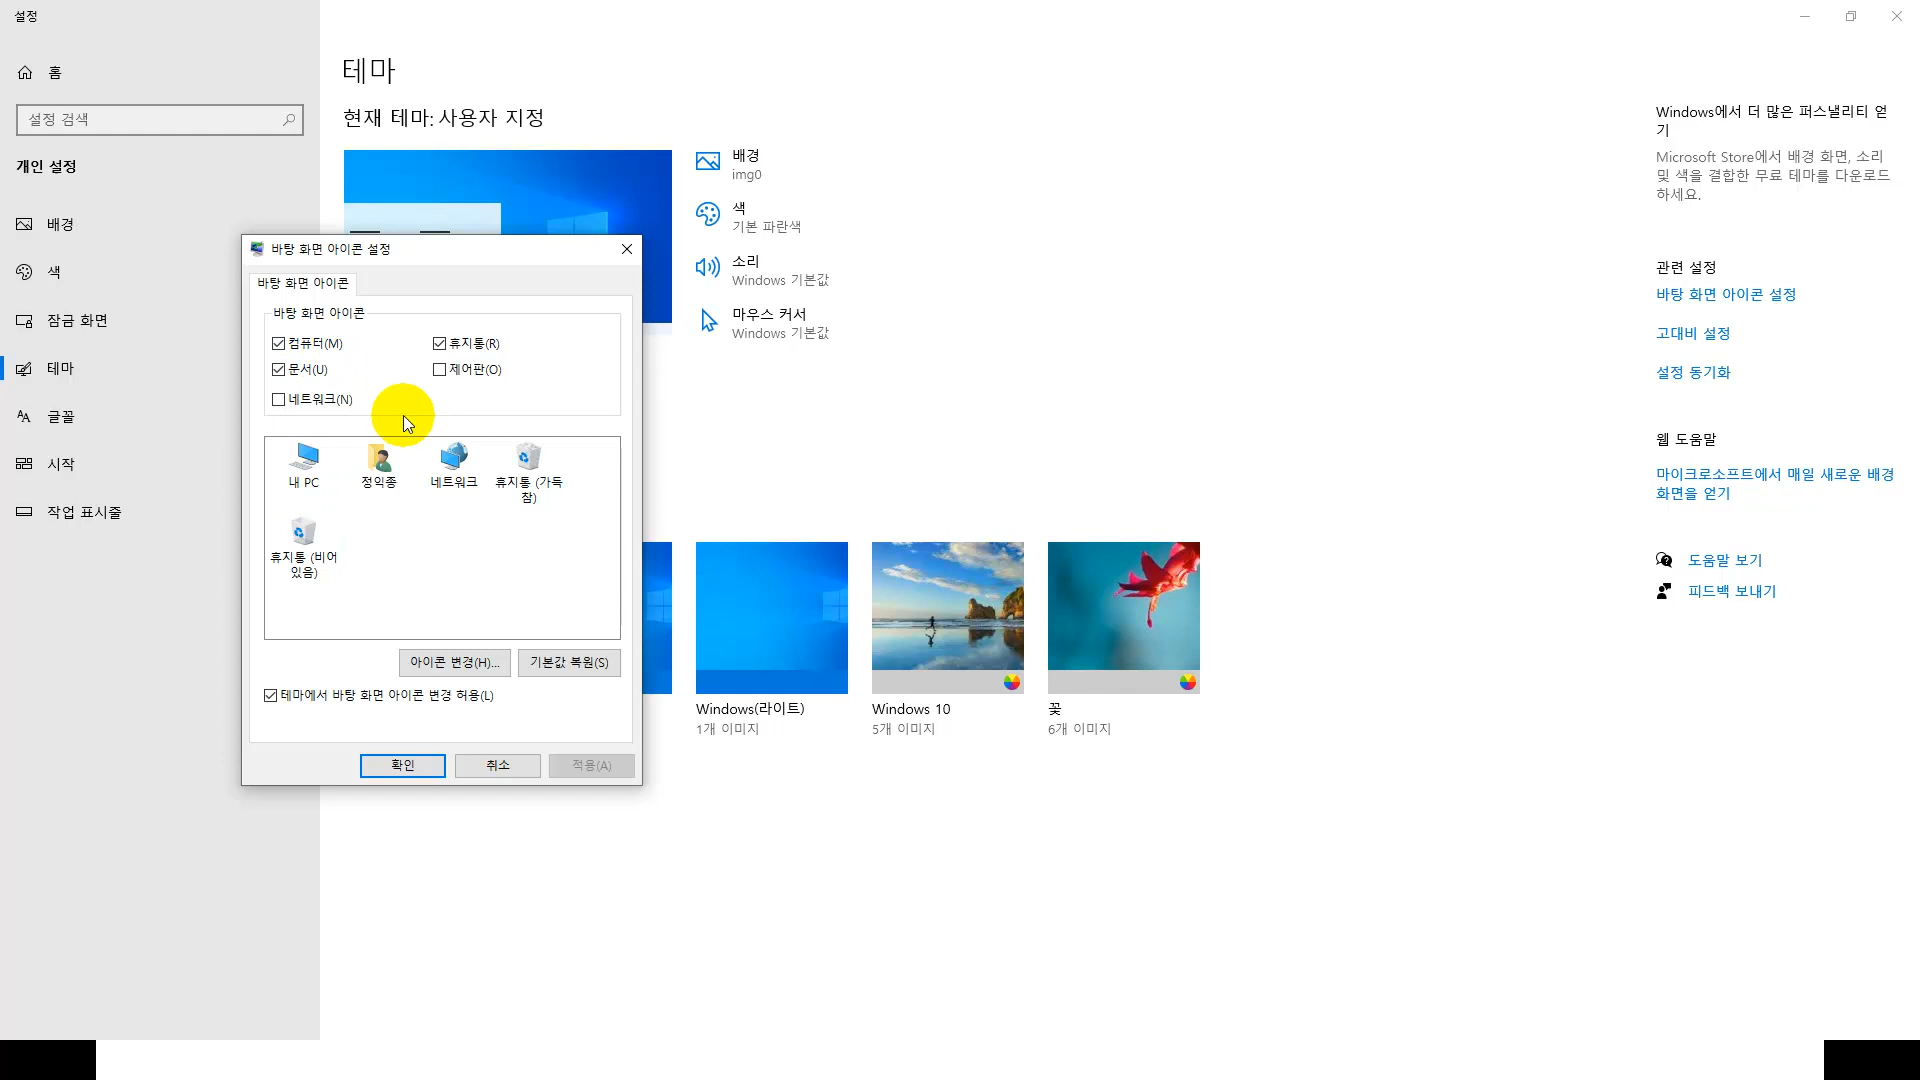 설정
홈
설정 검색
개인 설정
배경
색
잠금 화면
테마
글꼴
시작
작업 표시줄
테마
현재 테마: 사용자 지정
배경
img0
색
기본 파란색
소리
Windows 기본값
마우스 커서
Windows 기본값
바탕 화면 아이콘 설정
바탕 화면 아이콘
바탕 화면 아이콘
컴퓨터(M)
휴지통(R)
문서(U)
제어판(O)
네트워크(N)
내 PC
정익종
네트워크
휴지통 (가득
참)
휴지통 (비어
있음)
아이콘 변경(H)...
기본값 복원(S)
테마에서 바탕 화면 아이콘 변경 허용(L)
확인
취소
적용(A)
Windows(라이트)
1개 이미지
Windows 10
5개 이미지
꽃
6개 이미지
Windows에서 더 많은 퍼스낼리티 얻
기
Microsoft Store에서 배경 화면, 소리
및 색을 결합한 무료 테마를 다운로드
하세요.
관련 설정
바탕 화면 아이콘 설정
고대비 설정
설정 동기화
웹 도움말
마이크로소프트에서 매일 새로운 배경
화면을 얻기
도움말 보기
피드백 보내기